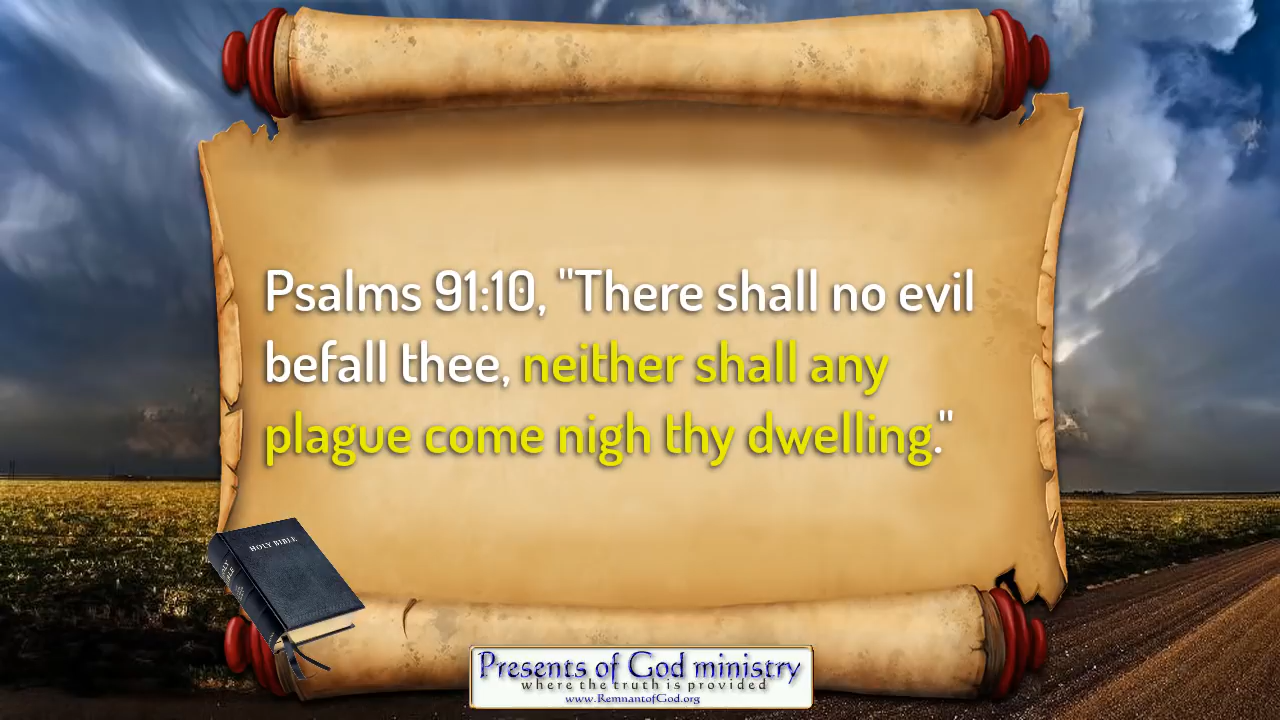 Psalms 91:10, "There shall no evil
befall thee, neither shall any
plague come nigh thy dwelling."
HOLY BIBLE
Presents of God ministry
where the truth is provided
www.RemnantofGod.org